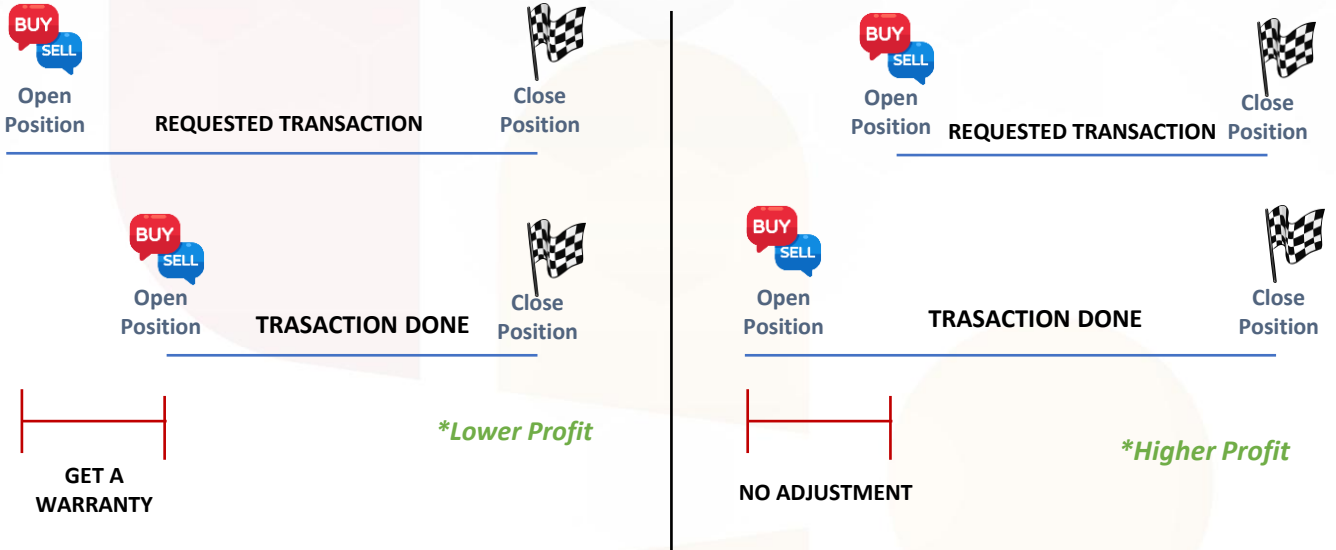 BUY
SELL
Open
Position
REQUESTED TRANSACTION
Close
Position
BUY
SELL
Open
Position
TRASACTION DONE
Close
Position
GET A
WARRANTY
*Lower Profit
BUY
SELL
Open
Position
REQUESTED TRANSACTION
Close
Position
BUY
SELL
Open
Position
TRASACTION DONE
Close
Position
NO ADJUSTMENT
*Higher Profit